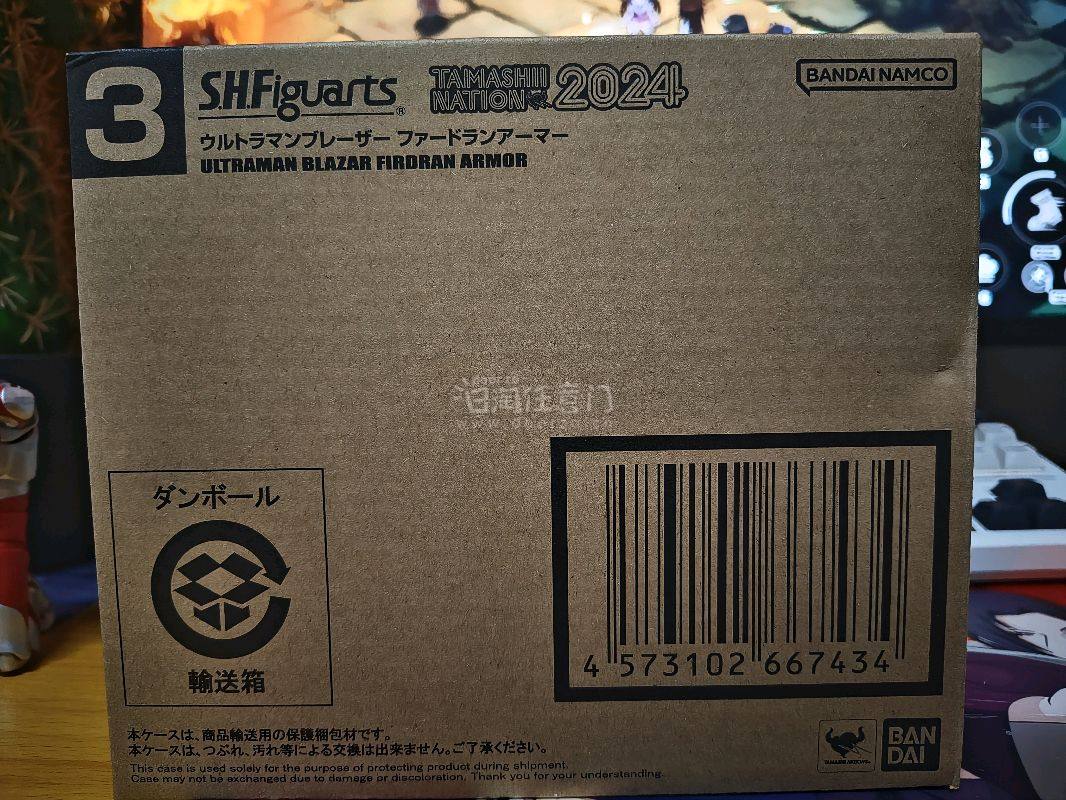 3
S.H.Figuarts®
TAMASHII
NATION 2024
BANDAI NAMCO
ウルトラマンブレーザー ファードランアーマー
ULTRAMAN BLAZAR FIRDRAN ARMOR
ダンボール
輸送箱
4 573102 667434
本ケースは、商品輸送用の保護梱包材です。
本ケースは、つぶれ、汚れ等による交換は出来ません。ご了承ください。
This case is used solely for the purpose of protecting product during shipment.
Case may not be exchanged due to damage or discoloration. Thank you for your understanding.
BAN
DAI